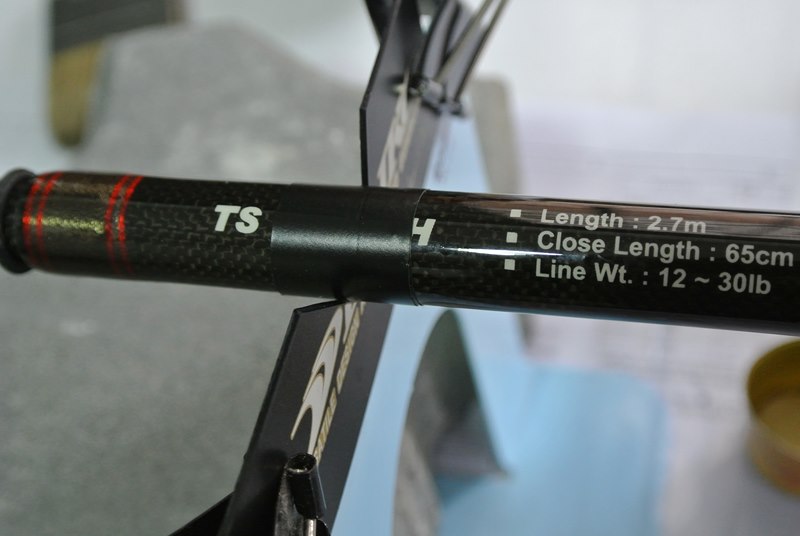 TS
H
Length : 2.7m
Close Length : 65cm
Line Wt. : 12 ~ 30lb